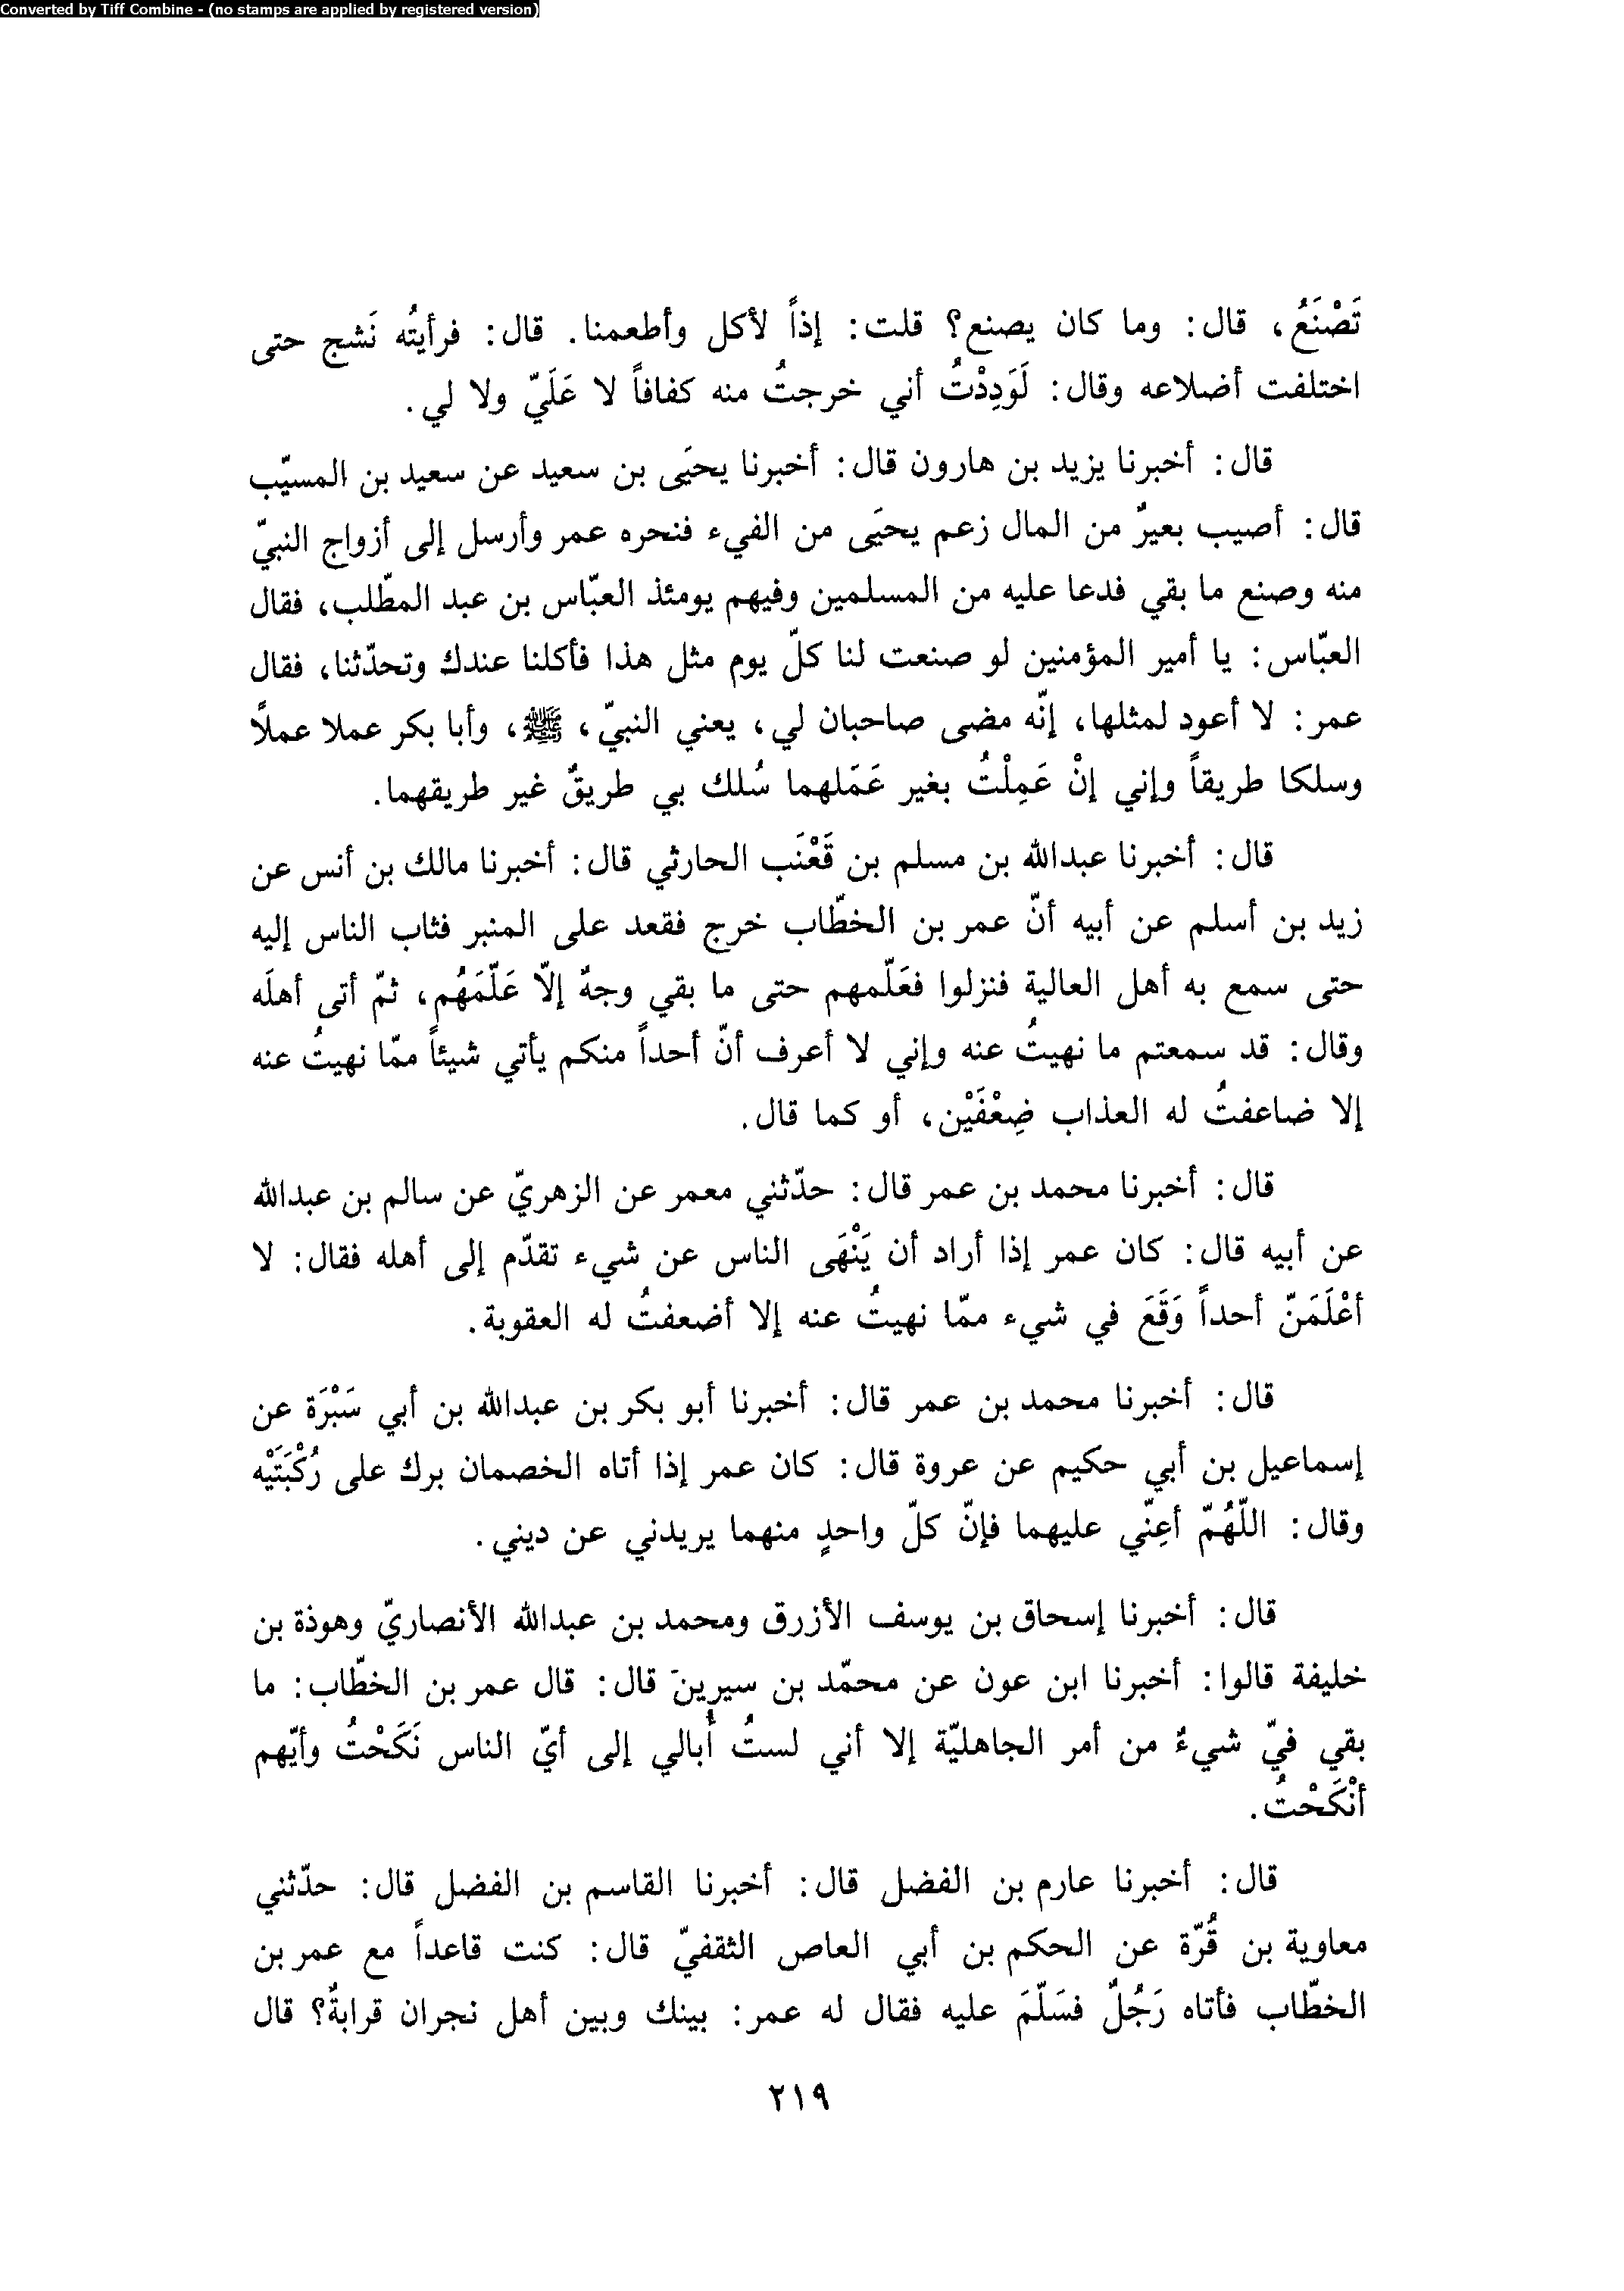 Converted by Tiff Combine - (no stamps are applied by registered version)
تَصْنَعُ، قال: وما كان يصنع؟ قلت: إذاً لأكل وأطعمنا. قال: فرأيتُه نَشج حتى
اختلفت أضلاعه وقال: لَوَدِدْتُ أني خرجتُ منه كفافاً لا عَلَيّ ولا لي.
قال: أخبرنا يزيد بن هارون قال: أخبرنا يحيَى بن سعيد عن سعيد بن المسيّب
قال: أصيب بعيرٌ من المال زعم يحيَى من الفيء فنحره عمر وأرسل إلى أزواج النبيّ
منه وصنع ما بقي فدعا عليه من المسلمين وفيهم يومئذ العبّاس بن عبد المطّلب، فقال
العبّاس: يا أمير المؤمنين لو صنعت لنا كلّ يوم مثل هذا فأكلنا عندك وتحدّثنا، فقال
عمر: لا أعود لمثلها، إنّه مضى صاحبان لي، يعني النبيّ، ﷺ، وأبا بكر عملا عملاً
وسلكا طريقاً وإني إنْ عَمِلْتُ بغير عَمَلهما سُلك بي طريقٌ غير طريقهما.
قال: أخبرنا عبدالله بن مسلم بن قَعْنَب الحارثي قال: أخبرنا مالك بن أنس عن
زيد بن أسلم عن أبيه أنّ عمر بن الخطّاب خرج فقعد على المنبر فثاب الناس إليه
حتى سمع به أهل العالية فنزلوا فعَلّمهم حتى ما بقي وجهٌ إلاّ عَلّمَهُم، ثمّ أتى أهلَه
وقال: قد سمعتم ما نهيتُ عنه وإني لا أعرف أنّ أحداً منكم يأتي شيئاً ممّا نهيتُ عنه
إلا ضاعفتُ له العذاب ضِعْفَيْن، أو كما قال.
قال: أخبرنا محمد بن عمر قال: حدّثني معمر عن الزهريّ عن سالم بن عبدالله
عن أبيه قال: كان عمر إذا أراد أن يَنْهَى الناس عن شيء تقدّم إلى أهله فقال: لا
أعْلَمَنّ أحداً وَقَعَ في شيء ممّا نهيتُ عنه إلا أضعفتُ له العقوبة.
قال: أخبرنا محمد بن عمر قال: أخبرنا أبو بكر بن عبدالله بن أبي سَبْرَة عن
إسماعيل بن أبي حكيم عن عروة قال: كان عمر إذا أتاه الخصمان برك على رُكْبَتَيْه
وقال: اللّهُمّ أعِنّي عليهما فإنّ كلّ واحدٍ منهما يريدني عن ديني.
قال: أخبرنا إسحاق بن يوسف الأزرق ومحمد بن عبدالله الأنصاريّ وهوذة بن
خليفة قالوا: أخبرنا ابن عون عن محمّد بن سيرينَ قال: قال عمر بن الخطّاب: ما
بقي فيّ شيءٌ من أمر الجاهليّة إلا أني لستُ أُبالي إلى أيّ الناس نَكَحْتُ وأيّهم
أنْكَحْتُ.
قال: أخبرنا عارم بن الفضل قال: أخبرنا القاسم بن الفضل قال: حدّثني
معاوية بن قُرّة عن الحكم بن أبي العاص الثقفيّ قال: كنت قاعداً مع عمر بن
الخطّاب فأتاه رَجُلٌ فسَلّمَ عليه فقال له عمر: بينك وبين أهل نجران قرابةٌ؟ قال
٢١٩